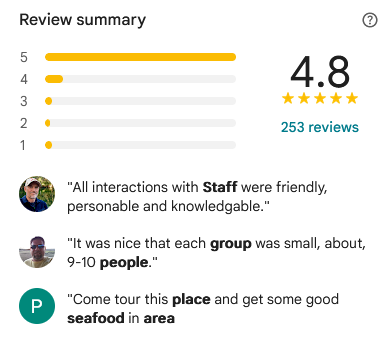 Review summary
5
4
3
2
1
4.8
253 reviews
"All interactions with Staff were friendly,
personable and knowledgable."
"It was nice that each group was small, about,
9-10 people."
P
"Come tour this place and get some good
seafood in area